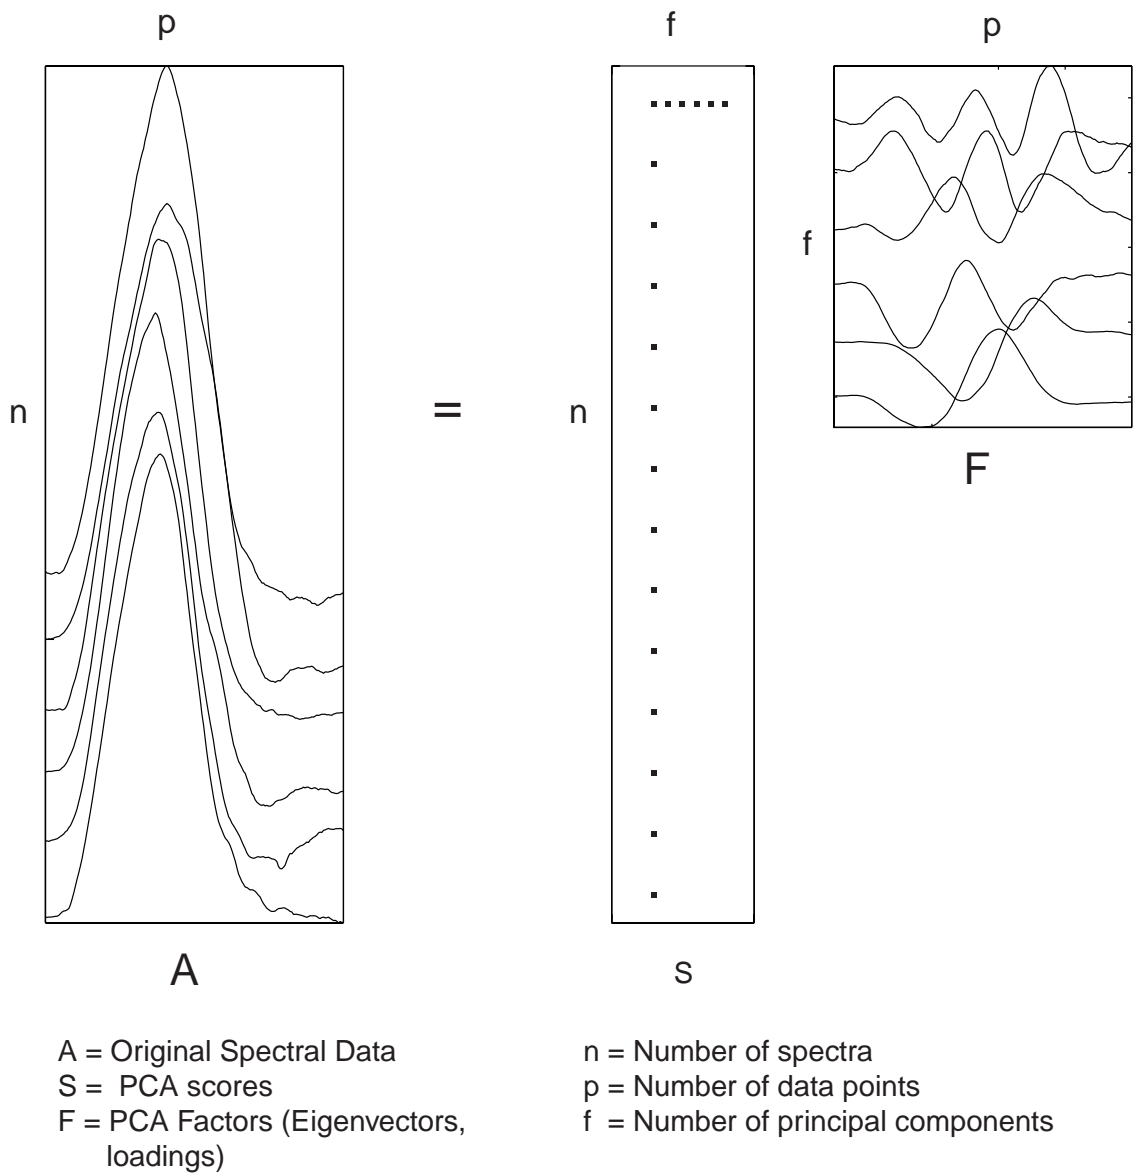 p
f
p
f
n
=
n
F
A
S
A = Original Spectral Data
S = PCA scores
F = PCA Factors (Eigenvectors,
loadings)
n = Number of spectra
p = Number of data points
f = Number of principal components